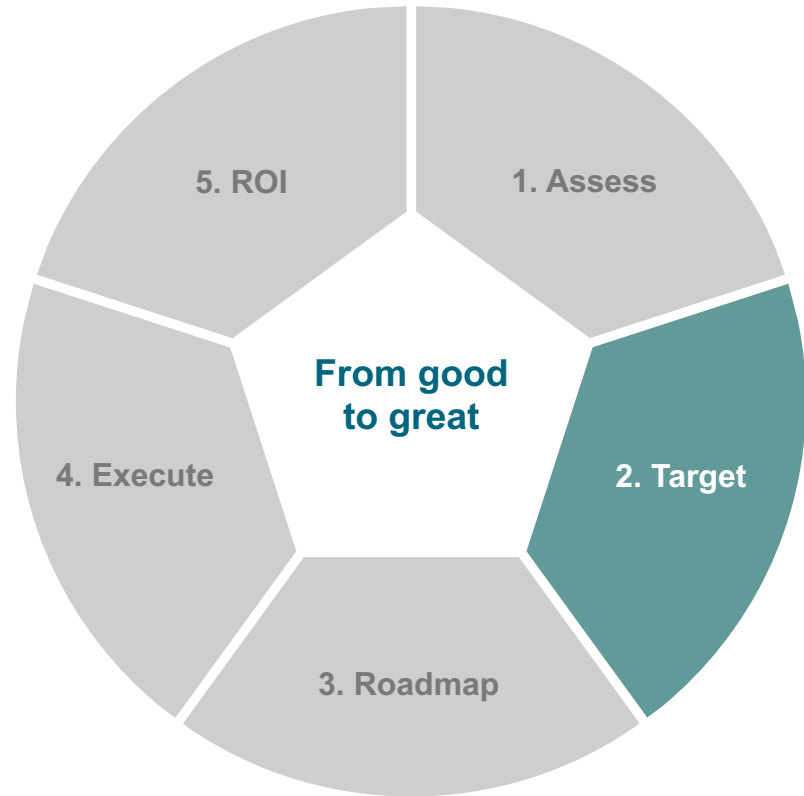 1. Assess
2. Target
3. Roadmap
4. Execute
5. ROI
From good
to great